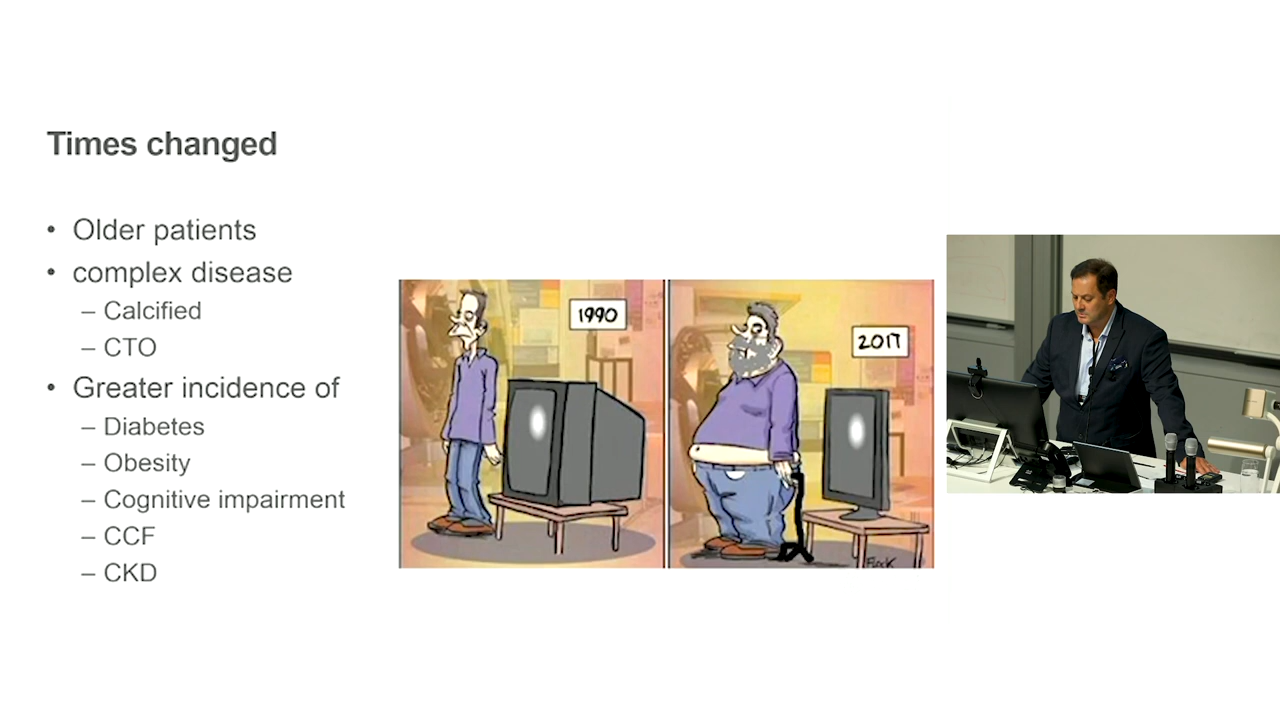 Times changed
• Older patients
• complex disease
– Calcified
– CTO
• Greater incidence of
– Diabetes
– Obesity
– Cognitive impairment
– CCF
– CKD
1990
2017